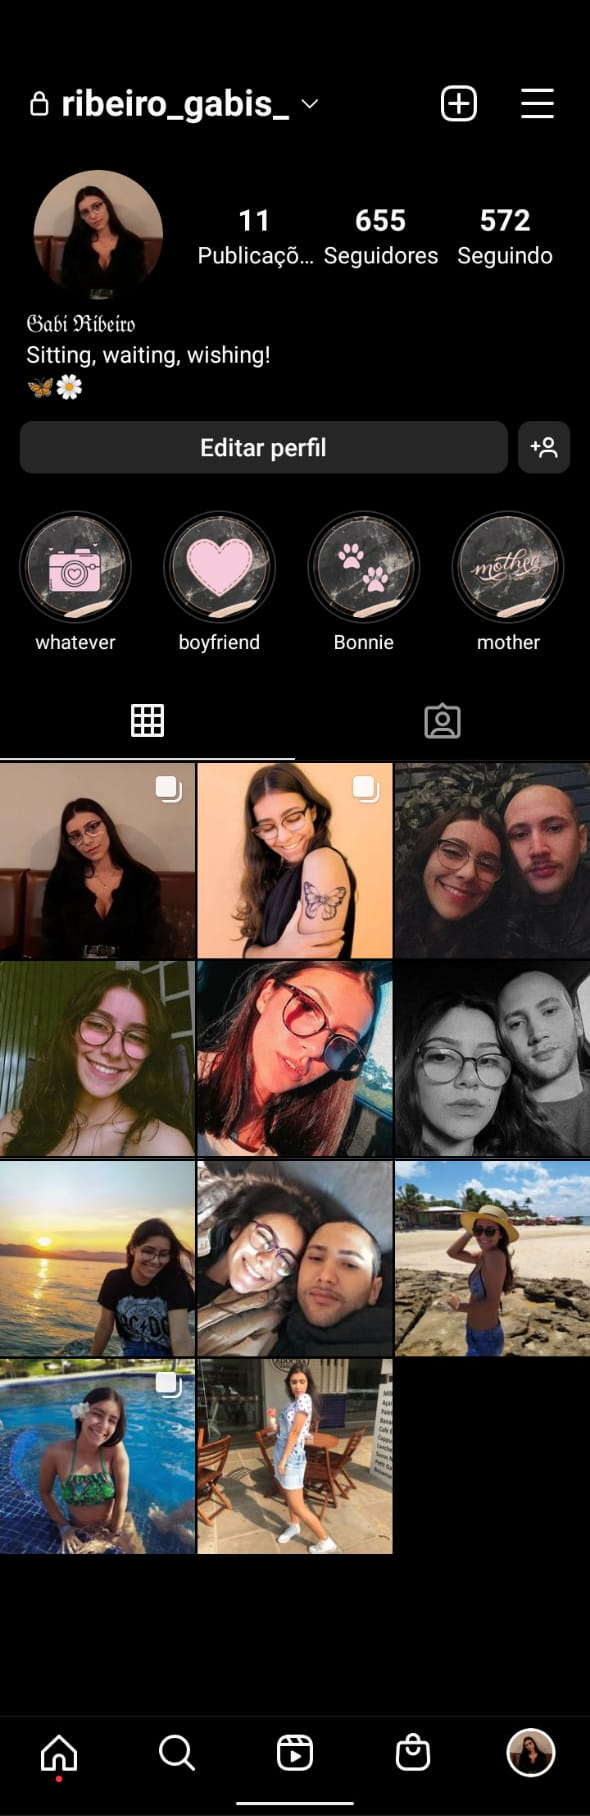 ribeiro_gabis_
11
655
572
Publicaçõ...
Seguidores
Seguindo
𝔊𝔞𝔟𝔦 ℜ𝔦𝔟𝔢𝔦𝔯𝔬
Sitting, waiting, wishing!
🦋🌼
Editar perfil
mother
whatever
boyfriend
Bonnie
mother